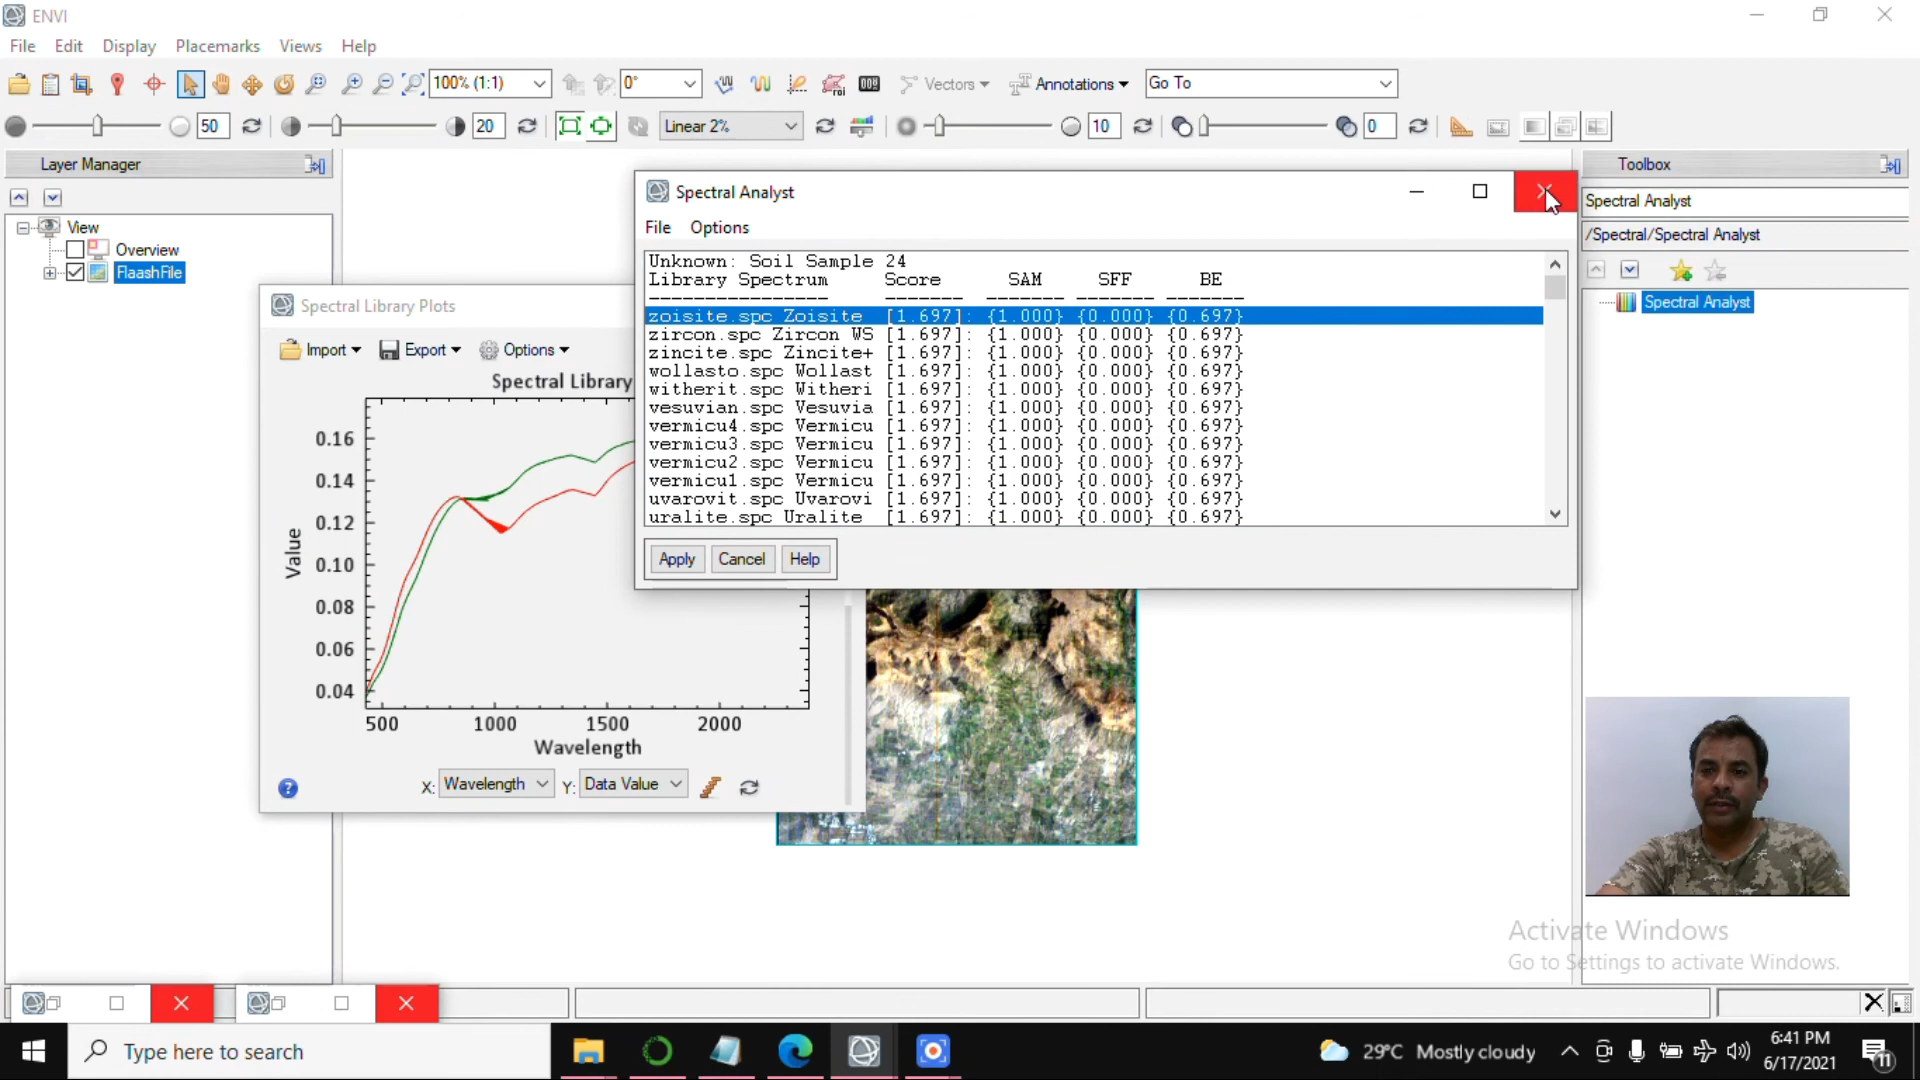 ENVI
File Edit Display Placemarks Views Help
100% (1:1) 0° Vectors Annotations Go To
50 20 Linear 2% 10 0
Layer Manager
View
Overview
FlaashFile
Spectral Library Plots
Import Export Options
Spectral Library
0.16
0.14
0.12
0.10
0.08
0.06
0.04
Value
500 1000 1500 2000
Wavelength
X: Wavelength Y: Data Value
Spectral Analyst
File Options
Unknown: Soil Sample 24
Library Spectrum Score SAM SFF BE
---------------- ------- ------- ------- -------
zoisite.spc Zoisite [1.697]: {1.000} {0.000} {0.697}
zircon.spc Zircon WS [1.697]: {1.000} {0.000} {0.697}
zincite.spc Zincite+ [1.697]: {1.000} {0.000} {0.697}
wollasto.spc Wollast [1.697]: {1.000} {0.000} {0.697}
witherit.spc Witheri [1.697]: {1.000} {0.000} {0.697}
vesuvian.spc Vesuvia [1.697]: {1.000} {0.000} {0.697}
vermicu4.spc Vermicu [1.697]: {1.000} {0.000} {0.697}
vermicu3.spc Vermicu [1.697]: {1.000} {0.000} {0.697}
vermicu2.spc Vermicu [1.697]: {1.000} {0.000} {0.697}
vermicu1.spc Vermicu [1.697]: {1.000} {0.000} {0.697}
uvarovit.spc Uvarovi [1.697]: {1.000} {0.000} {0.697}
uralite.spc Uralite [1.697]: {1.000} {0.000} {0.697}
Apply Cancel Help
Toolbox
Spectral Analyst
/Spectral/Spectral Analyst
Spectral Analyst
Activate Windows
Go to Settings to activate Windows.
Type here to search
29°C Mostly cloudy
6:41 PM
6/17/2021
11